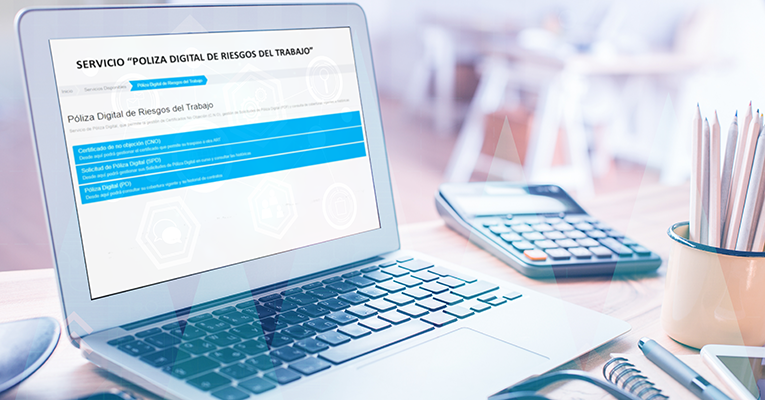 SERVICIO “POLIZA DIGITAL DE RIESGOS DEL TRABAJO”
Inicio Servicios Disponibles Póliza Digital de Riesgos del Trabajo
Póliza Digital de Riesgos del Trabajo
Servicio de Póliza Digital, que permite la gestión de Certificados No Objeción (C.N.O),
Certificado de no objeción (CNO)
Desde aquí podrá gestionar el certificado que permite su traspaso a otra ART
Solicitud de Póliza Digital (SPD)
Desde aquí podrá gestionar sus Solicitudes de Póliza Digital en curso y consultar las históricas
Póliza Digital (PD)
Desde aquí podrá consultar su cobertura vigente y su historial de contratos